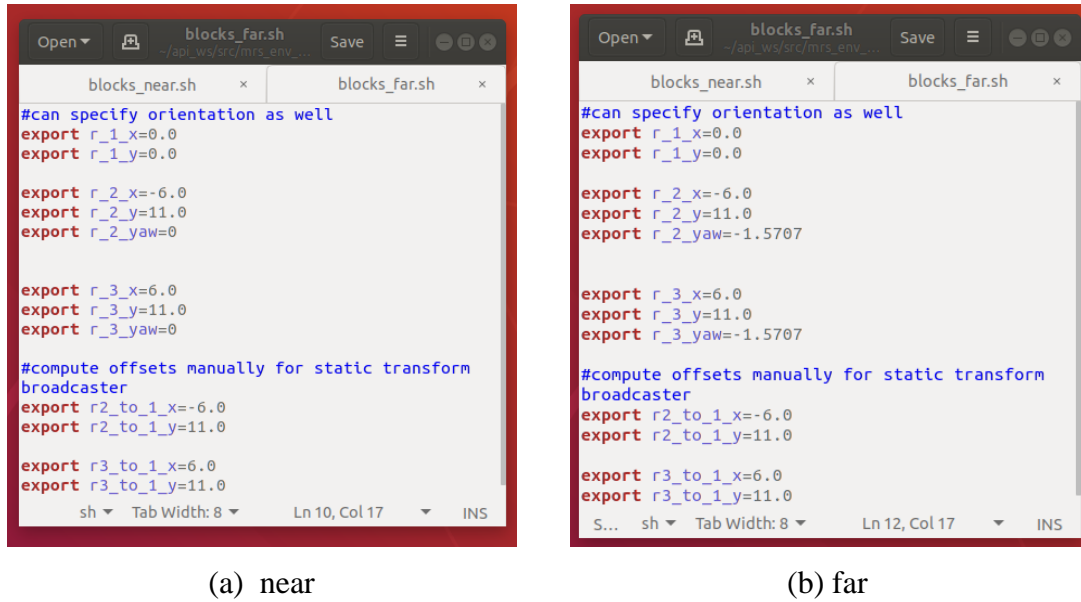 Open blocks_far.sh Save
~/api_ws/src/mrs_env_...
blocks_near.sh × blocks_far.sh ×
#can specify orientation as well
export r_1_x=0.0
export r_1_y=0.0
export r_2_x=-6.0
export r_2_y=11.0
export r_2_yaw=0
export r_3_x=6.0
export r_3_y=11.0
export r_3_yaw=0
#compute offsets manually for static transform
broadcaster
export r2_to_1_x=-6.0
export r2_to_1_y=11.0
export r3_to_1_x=6.0
export r3_to_1_y=11.0
sh Tab Width: 8 Ln 10, Col 17 INS
(a) near
Open blocks_far.sh Save
~/api_ws/src/mrs_env_...
blocks_near.sh × blocks_far.sh ×
#can specify orientation as well
export r_1_x=0.0
export r_1_y=0.0
export r_2_x=-6.0
export r_2_y=11.0
export r_2_yaw=-1.5707
export r_3_x=6.0
export r_3_y=11.0
export r_3_yaw=-1.5707
#compute offsets manually for static transform
broadcaster
export r2_to_1_x=-6.0
export r2_to_1_y=11.0
export r3_to_1_x=6.0
export r3_to_1_y=11.0
S... sh Tab Width: 8 Ln 12, Col 17 INS
(b) far